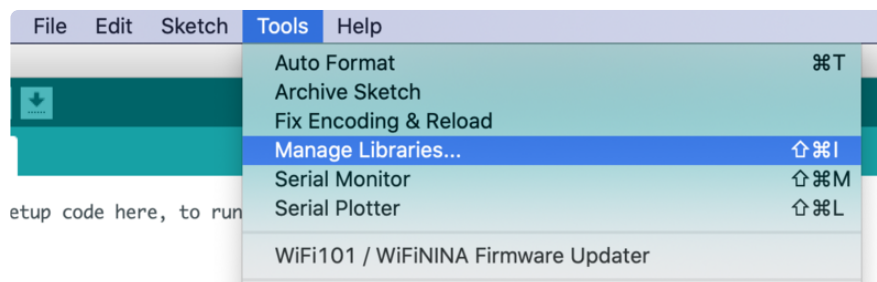 File Edit Sketch Tools Help
Auto Format ⌘T
Archive Sketch
Fix Encoding & Reload
Manage Libraries... ⇧⌘I
Serial Monitor ⇧⌘M
etup code here, to run
Serial Plotter ⇧⌘L
WiFi101 / WiFiNINA Firmware Updater